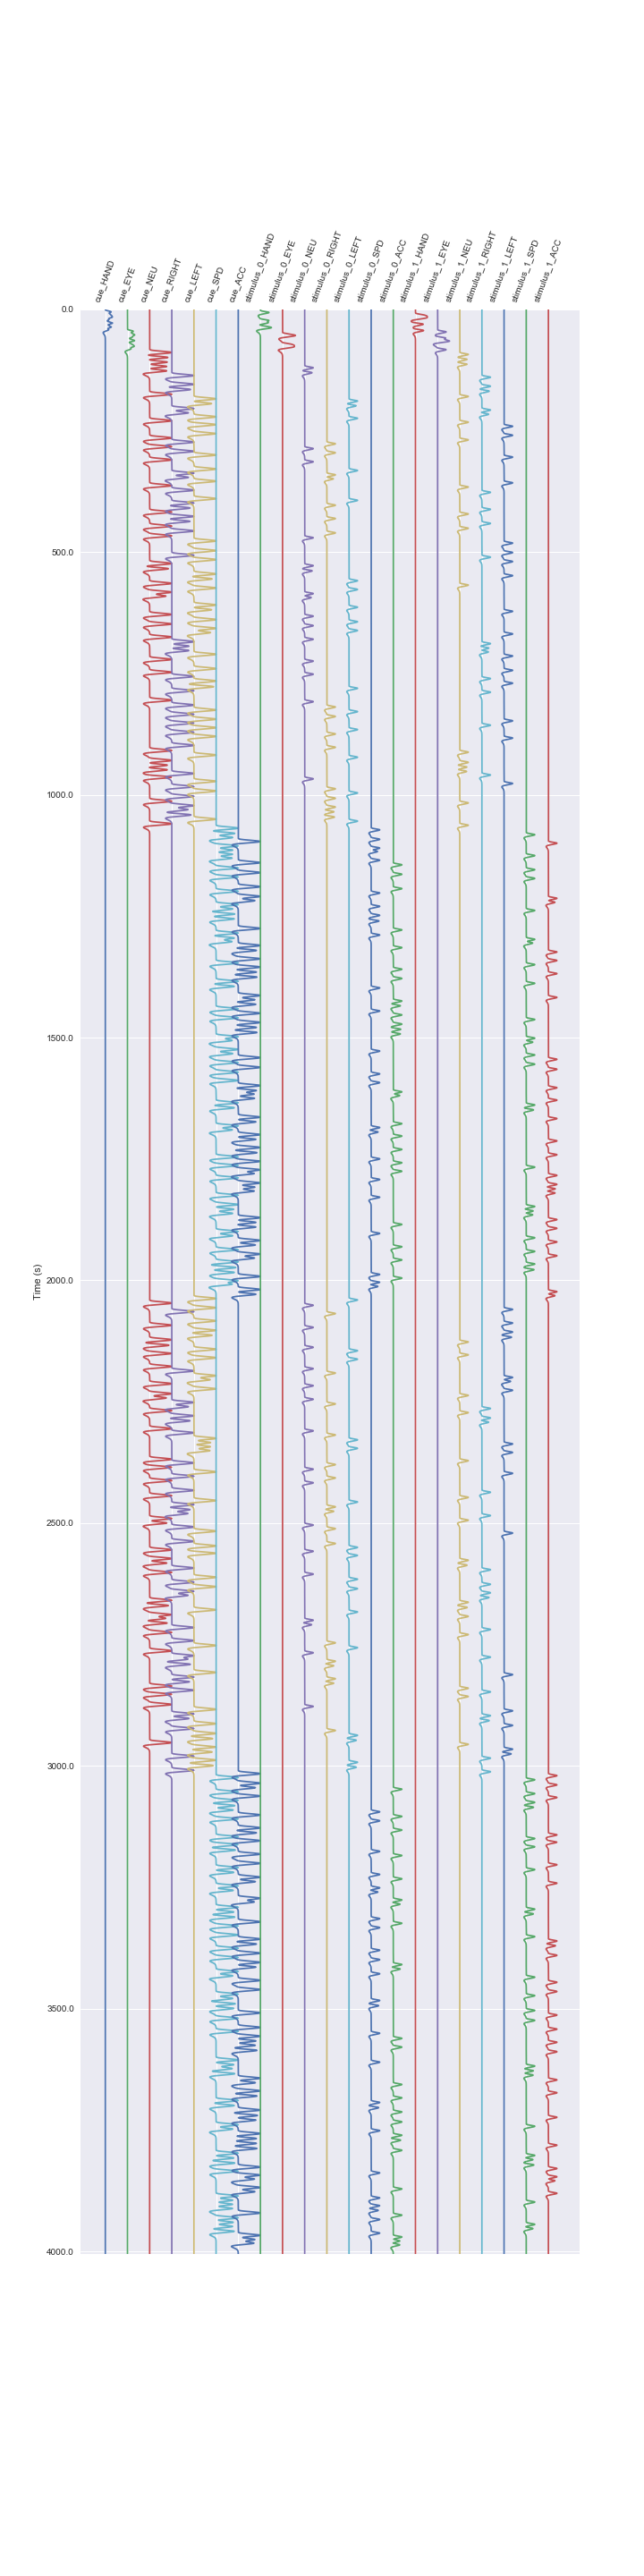 cue_HAND
cue_EYE
cue_NEU
cue_RIGHT
cue_LEFT
cue_SPD
cue_ACC
stimulus_0_HAND
stimulus_0_EYE
stimulus_0_NEU
stimulus_0_RIGHT
stimulus_0_LEFT
stimulus_0_SPD
stimulus_0_ACC
stimulus_1_HAND
stimulus_1_EYE
stimulus_1_NEU
stimulus_1_RIGHT
stimulus_1_LEFT
stimulus_1_SPD
stimulus_1_ACC
0.0
500.0
1000.0
1500.0
Time (s)
2000.0
2500.0
3000.0
3500.0
4000.0